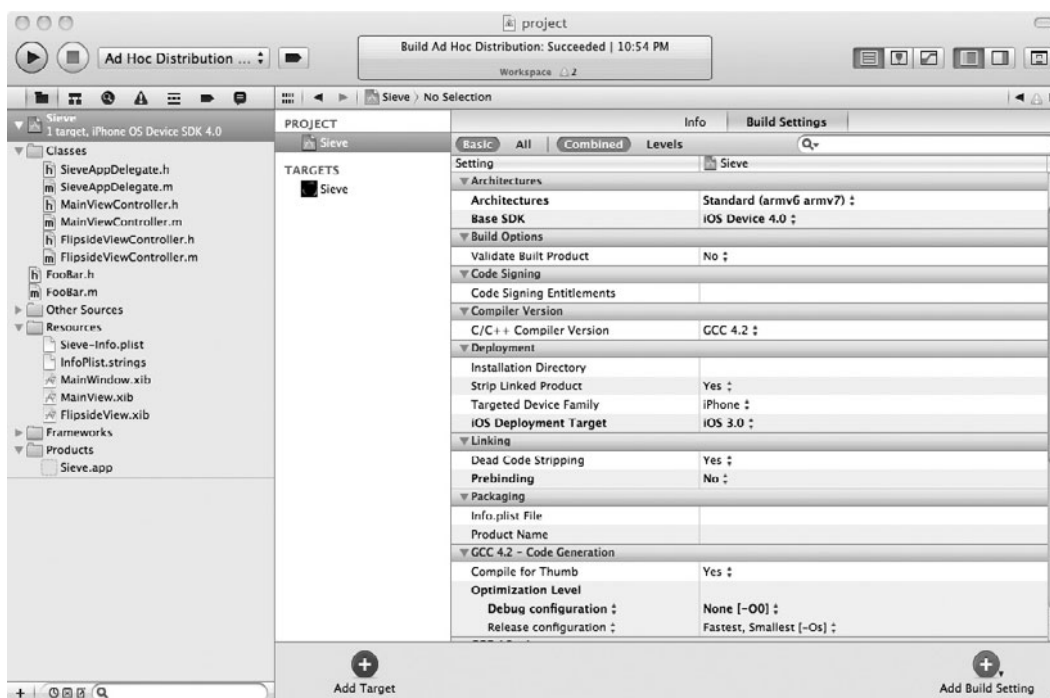 project
Ad Hoc Distribution ...
Build Ad Hoc Distribution: Succeeded | 10:54 PM
Workspace 2
Sieve
1 target, iPhone OS Device SDK 4.0
Classes
h SieveAppDelegate.h
m SieveAppDelegate.m
h MainViewController.h
m MainViewController.m
h FlipsideViewController.h
m FlipsideViewController.m
h FooBar.h
m FooBar.m
Other Sources
Resources
Sieve-Info.plist
InfoPlist.strings
MainWindow.xib
MainView.xib
FlipsideView.xib
Frameworks
Products
Sieve.app
Sieve No Selection
PROJECT
Sieve
TARGETS
Sieve
Info Build Settings
Basic All Combined Levels
Setting Sieve
Architectures
Architectures Standard (armv6 armv7)
Base SDK iOS Device 4.0
Build Options
Validate Built Product No
Code Signing
Code Signing Entitlements
Compiler Version
C/C++ Compiler Version GCC 4.2
Deployment
Installation Directory
Strip Linked Product Yes
Targeted Device Family iPhone
iOS Deployment Target iOS 3.0
Linking
Dead Code Stripping Yes
Prebinding No
Packaging
Info.plist File
Product Name
GCC 4.2 - Code Generation
Compile for Thumb Yes
Optimization Level
Debug configuration None [-O0]
Release configuration Fastest, Smallest [-Os]
Add Target
Add Build Setting